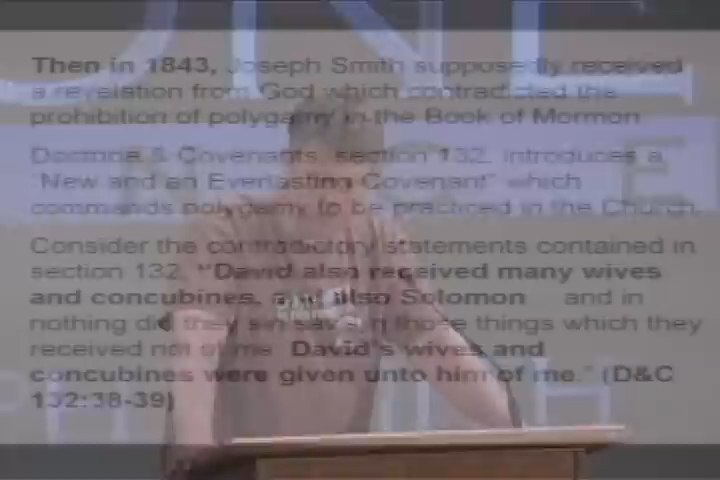 Then in 1843, Joseph Smith supposedly received
a revelation from God which contradicted the
prohibition of polygamy in the Book of Mormon
Doctrine & Covenants, section 132, introduces a
"New and an Everlasting Covenant" which
commands polygamy to be practiced in the Church.
Consider the contradictory statements contained in
section 132. "David also received many wives
and concubines, and also Solomon and in
nothing did they sin save in those things which they
received not of me. David's wives and
concubines were given unto him of me." (D&C
132:38-39)